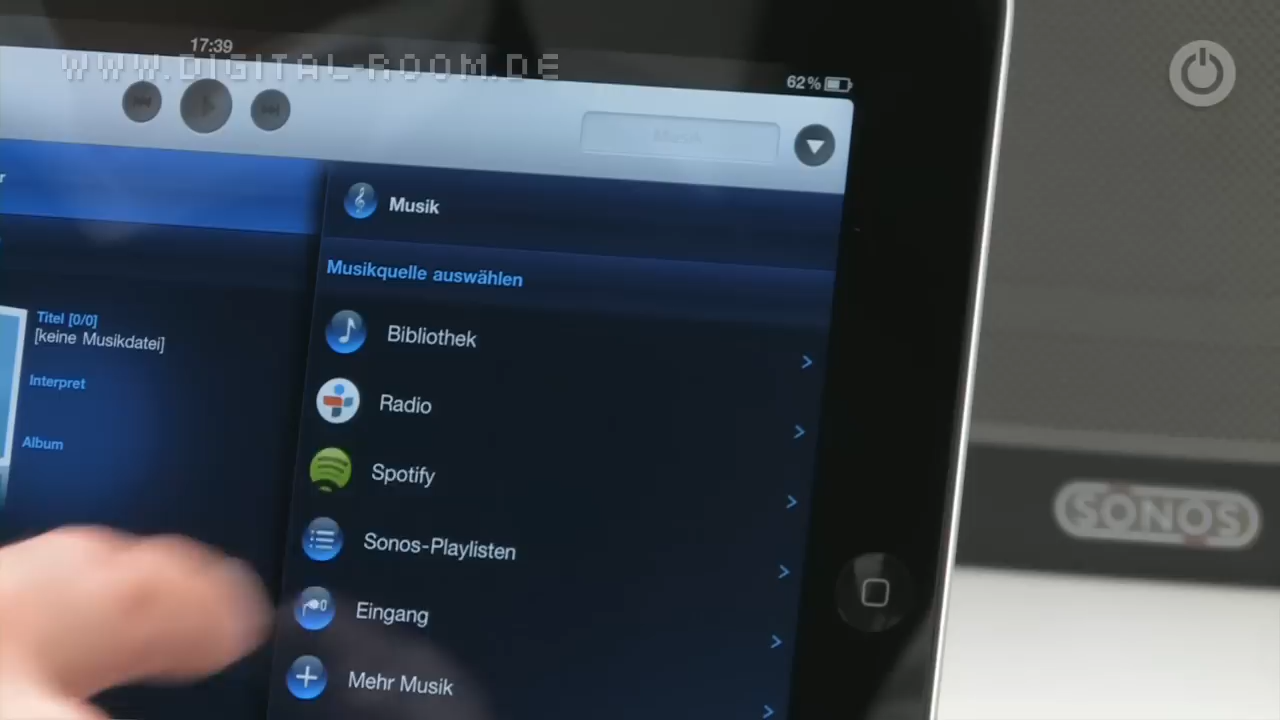 17:39
WWW.DIGITAL-ROOM.DE
62%
Musik
r
Musik
Musikquelle auswählen
Titel [0/0]
[keine Musikdatei]
Interpret
Album
Bibliothek
Radio
Spotify
Sonos-Playlisten
Eingang
Mehr Musik
SONOS